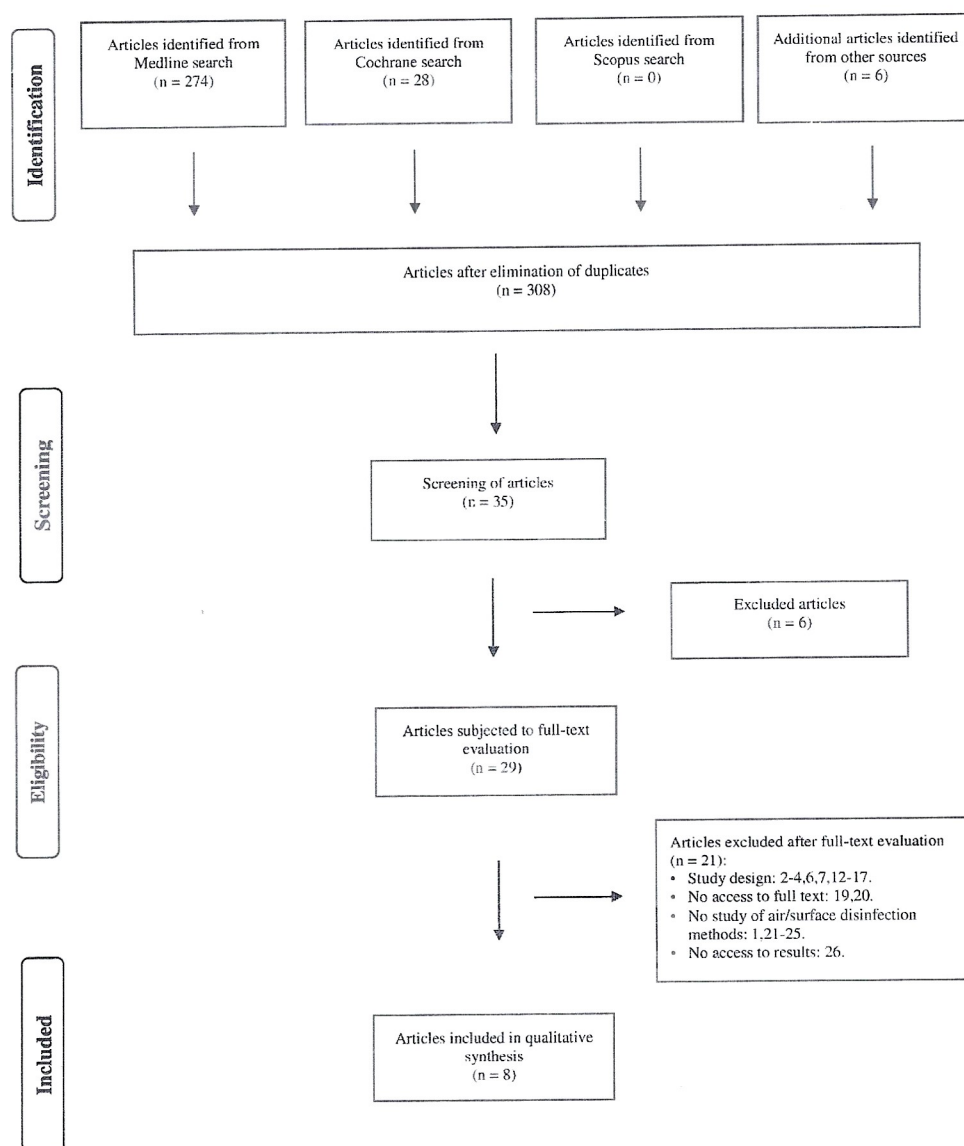 Identification
Articles identified from
Medline search
(n = 274)
Articles identified from
Cochrane search
(n = 28)
Articles identified from
Scopus search
(n = 0)
Additional articles identified
from other sources
(n = 6)
Articles after elimination of duplicates
(n = 308)
Screening
Screening of articles
(n = 35)
Excluded articles
(n = 6)
Eligibility
Articles subjected to full-text
evaluation
(n = 29)
Articles excluded after full-text evaluation
(n = 21):
• Study design: 2-4,6,7,12-17.
• No access to full text: 19,20.
• No study of air/surface disinfection
methods: 1,21-25.
• No access to results: 26.
Included
Articles included in qualitative
synthesis
(n = 8)